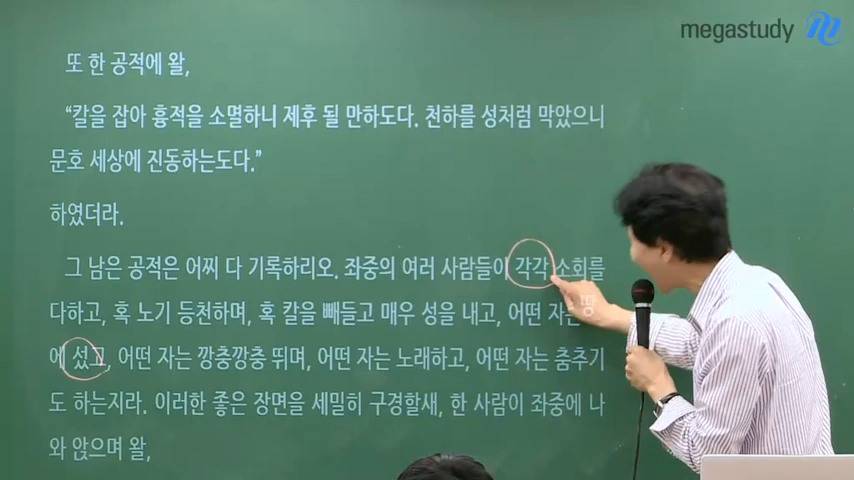 megastudy
또 한 공적에 왈,
“칼을 잡아 흉적을 소멸하니 제후 될 만하도다. 천하를 성처럼 막았으니
문호 세상에 진동하는도다.”
하였더라.
그 남은 공적은 어찌 다 기록하리오. 좌중의 여러 사람들이 각각 소회를
다하고, 혹 노기 등천하며, 혹 칼을 빼들고 매우 성을 내고, 어떤 자는 땅
에 섰고, 어떤 자는 깡충깡충 뛰며, 어떤 자는 노래하고, 어떤 자는 춤추기
도 하는지라. 이러한 좋은 장면을 세밀히 구경할새, 한 사람이 좌중에 나
와 앉으며 왈,